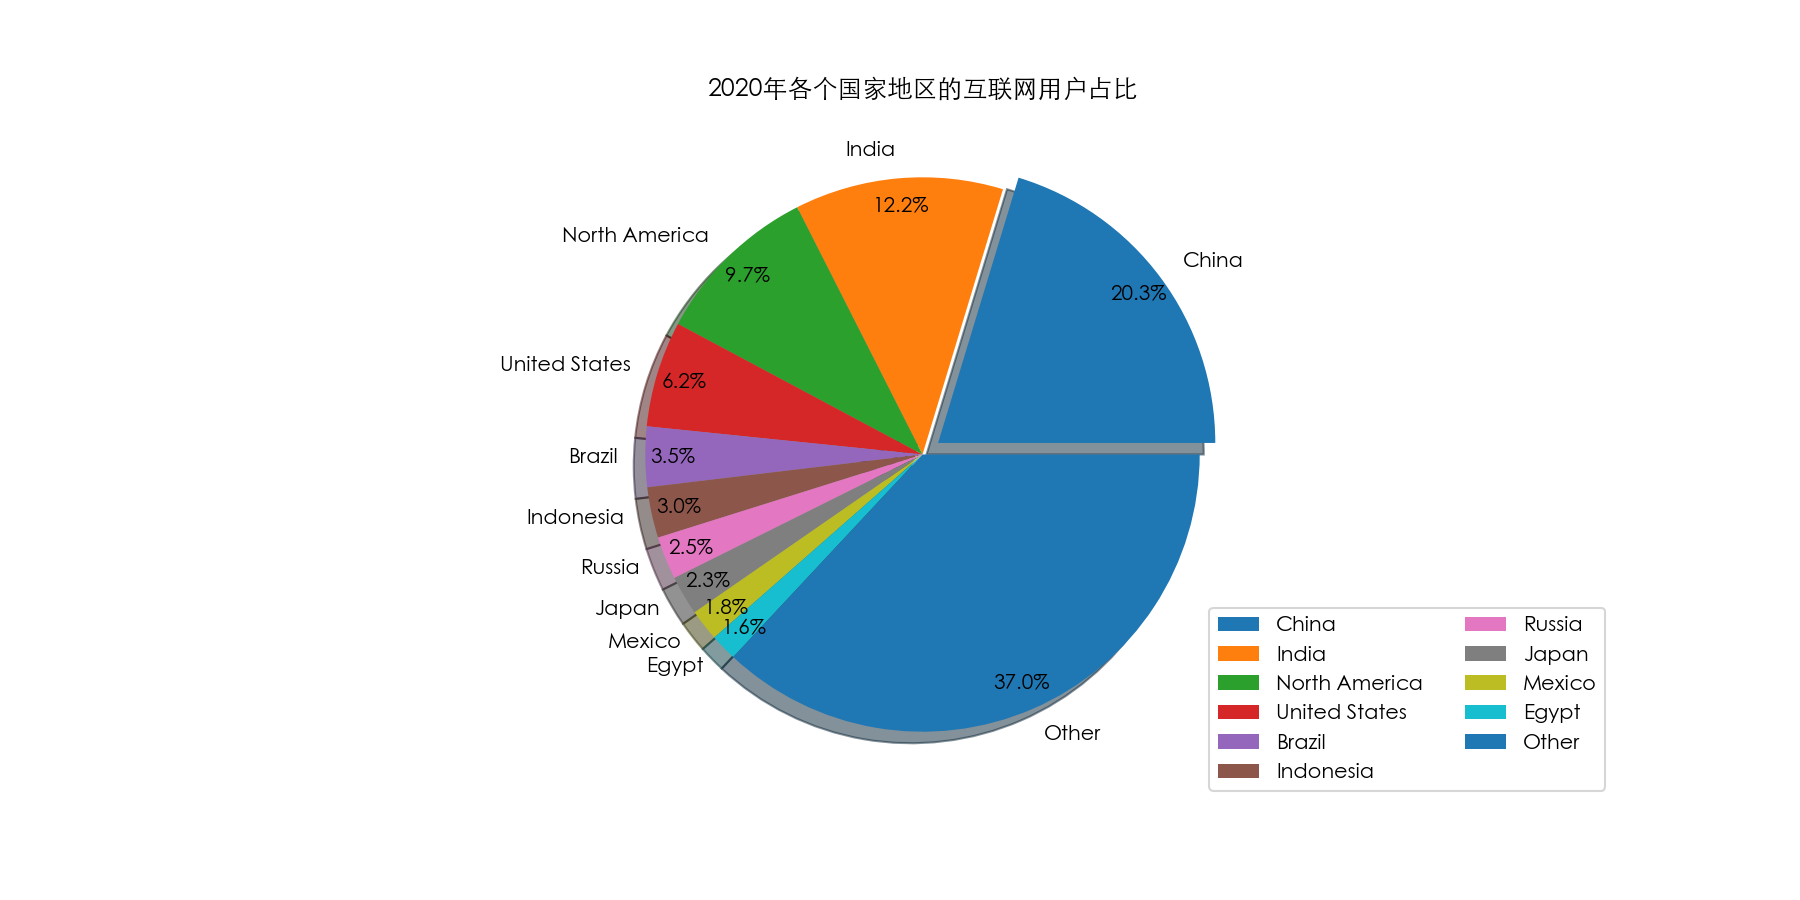 2020年各个国家地区的互联网用户占比
India
12.2%
China
20.3%
North America
9.7%
United States
6.2%
Brazil
3.5%
Indonesia
3.0%
Russia
2.5%
Japan
2.3%
Mexico
1.8%
Egypt
1.6%
Other
37.0%
China
India
North America
United States
Brazil
Indonesia
Russia
Japan
Mexico
Egypt
Other